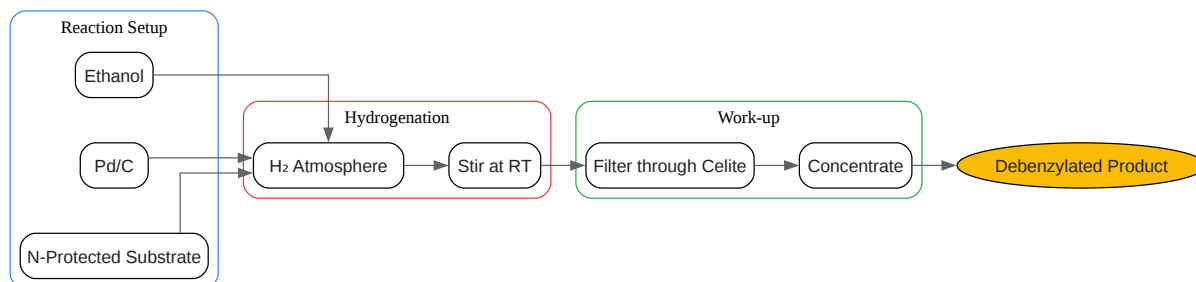 Reaction Setup
Ethanol
Pd/C
N-Protected Substrate
Hydrogenation
H₂ Atmosphere
Stir at RT
Work-up
Filter through Celite
Concentrate
Debenzylated Product